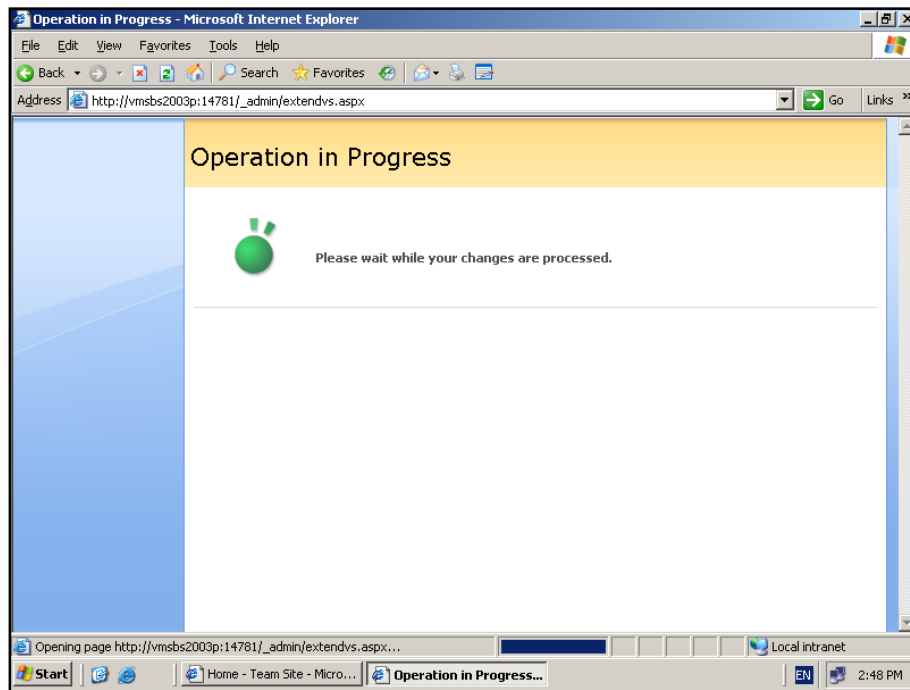 Operation in Progress - Microsoft Internet Explorer
File Edit View Favorites Tools Help
Back Search Favorites
Address http://vmsbs2003p:14781/_admin/extendvs.aspx Go Links »
Operation in Progress
Please wait while your changes are processed.
Opening page http://vmsbs2003p:14781/_admin/extendvs.aspx... Local intranet
Start Home - Team Site - Micro... Operation in Progress... EN 2:48 PM